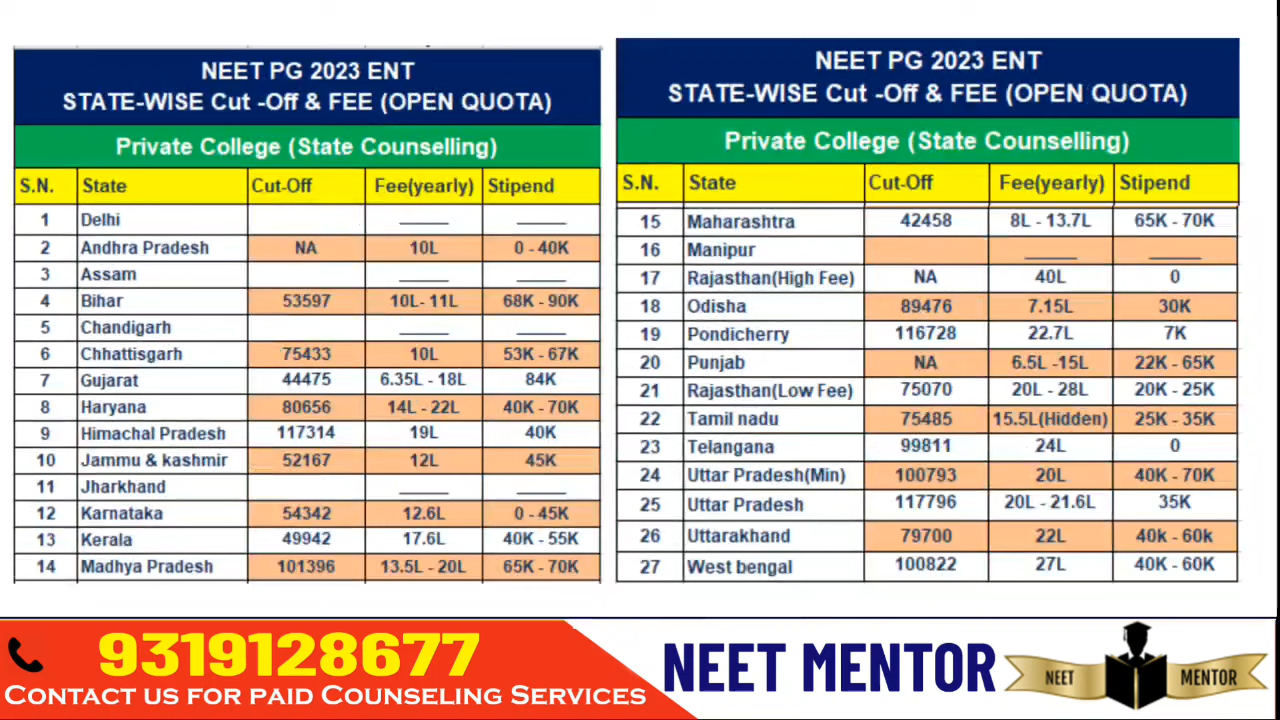 NEET PG 2023 ENT
STATE-WISE Cut -Off & FEE (OPEN QUOTA)
Private College (State Counselling)
S.N. State Cut-Off Fee(yearly) Stipend
1 Delhi
2 Andhra Pradesh NA 10L 0 - 40K
3 Assam
4 Bihar 53597 10L- 11L 68K - 90K
5 Chandigarh
6 Chhattisgarh 75433 10L 53K - 67K
7 Gujarat 44475 6.35L - 18L 84K
8 Haryana 80656 14L - 22L 40K - 70K
9 Himachal Pradesh 117314 19L 40K
10 Jammu & kashmir 52167 12L 45K
11 Jharkhand
12 Karnataka 54342 12.6L 0 - 45K
13 Kerala 49942 17.6L 40K - 55K
14 Madhya Pradesh 101396 13.5L - 20L 65K - 70K
NEET PG 2023 ENT
STATE-WISE Cut -Off & FEE (OPEN QUOTA)
Private College (State Counselling)
S.N. State Cut-Off Fee(yearly) Stipend
15 Maharashtra 42458 8L - 13.7L 65K - 70K
16 Manipur
17 Rajasthan(High Fee) NA 40L 0
18 Odisha 89476 7.15L 30K
19 Pondicherry 116728 22.7L 7K
20 Punjab NA 6.5L -15L 22K - 65K
21 Rajasthan(Low Fee) 75070 20L - 28L 20K - 25K
22 Tamil nadu 75485 15.5L(Hidden) 25K - 35K
23 Telangana 99811 24L 0
24 Uttar Pradesh(Min) 100793 20L 40K - 70K
25 Uttar Pradesh 117796 20L - 21.6L 35K
26 Uttarakhand 79700 22L 40k - 60k
27 West bengal 100822 27L 40K - 60K
9319128677
Contact us for paid Counseling Services
NEET MENTOR
NEET MENTOR